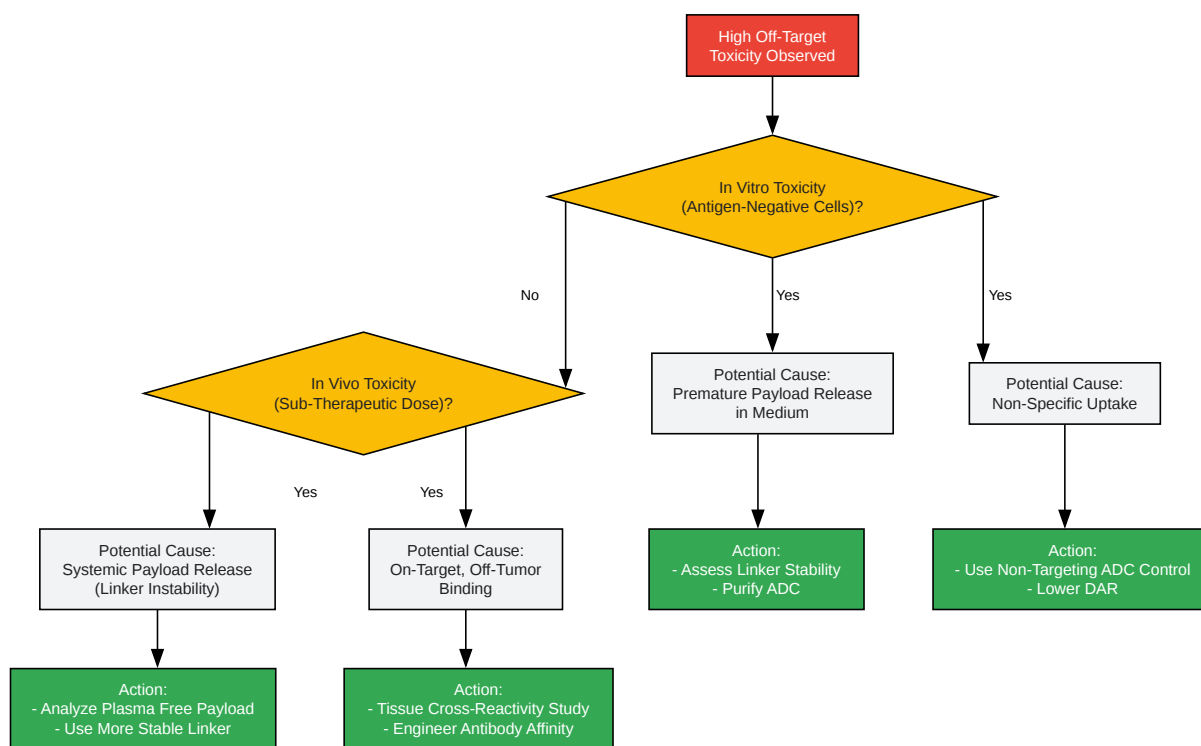 High Off-Target
Toxicity Observed
In Vitro Toxicity
(Antigen-Negative Cells)?
No
Yes
Yes
In Vivo Toxicity
(Sub-Therapeutic Dose)?
Potential Cause:
Premature Payload Release
in Medium
Potential Cause:
Non-Specific Uptake
Yes
Yes
Potential Cause:
Systemic Payload Release
(Linker Instability)
Potential Cause:
On-Target, Off-Tumor
Binding
Action:
- Assess Linker Stability
- Purify ADC
Action:
- Use Non-Targeting ADC Control
- Lower DAR
Action:
- Analyze Plasma Free Payload
- Use More Stable Linker
Action:
- Tissue Cross-Reactivity Study
- Engineer Antibody Affinity